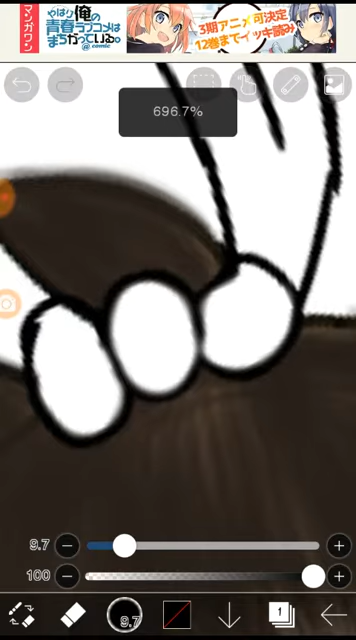 マンガワン
やはり俺の
青春ラブコメは
まちがっている。
@comic
3期アニメ可決定
12巻までイッキ読み
696.7%
9.7
100
9.7
1